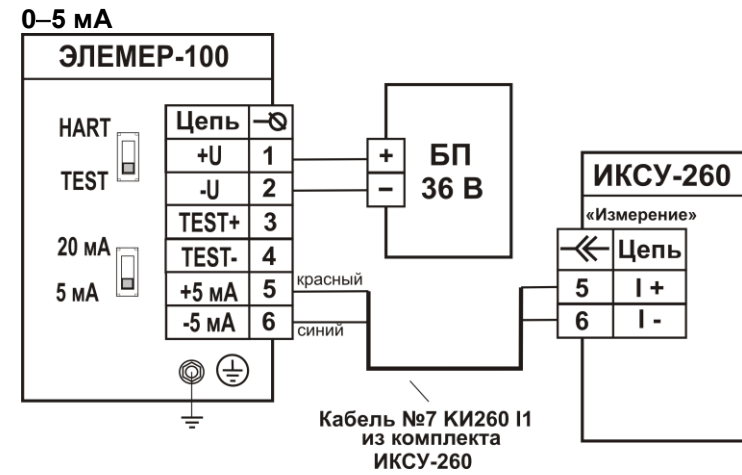 0–5 мА
ЭЛЕМЕР-100
HART
TEST
20 мА
5 мА
Цепь
+U 1
-U 2
TEST+ 3
TEST- 4
+5 мА 5
-5 мА 6
красный
синий
+
−
БП
36 В
ИКСУ-260
«Измерение»
Цепь
5 I +
6 I -
Кабель №7 КИ260 I1
из комплекта
ИКСУ-260